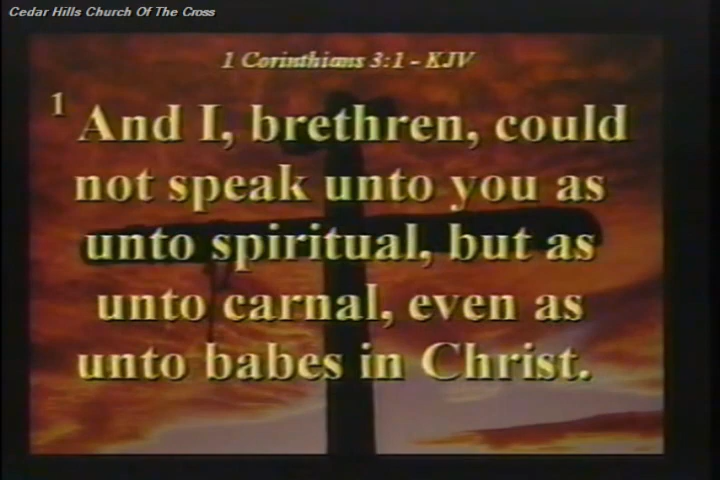 Cedar Hills Church Of The Cross
1 Corinthians 3:1 - KJV
1 And I, brethren, could
not speak unto you as
unto spiritual, but as
unto carnal, even as
unto babes in Christ.